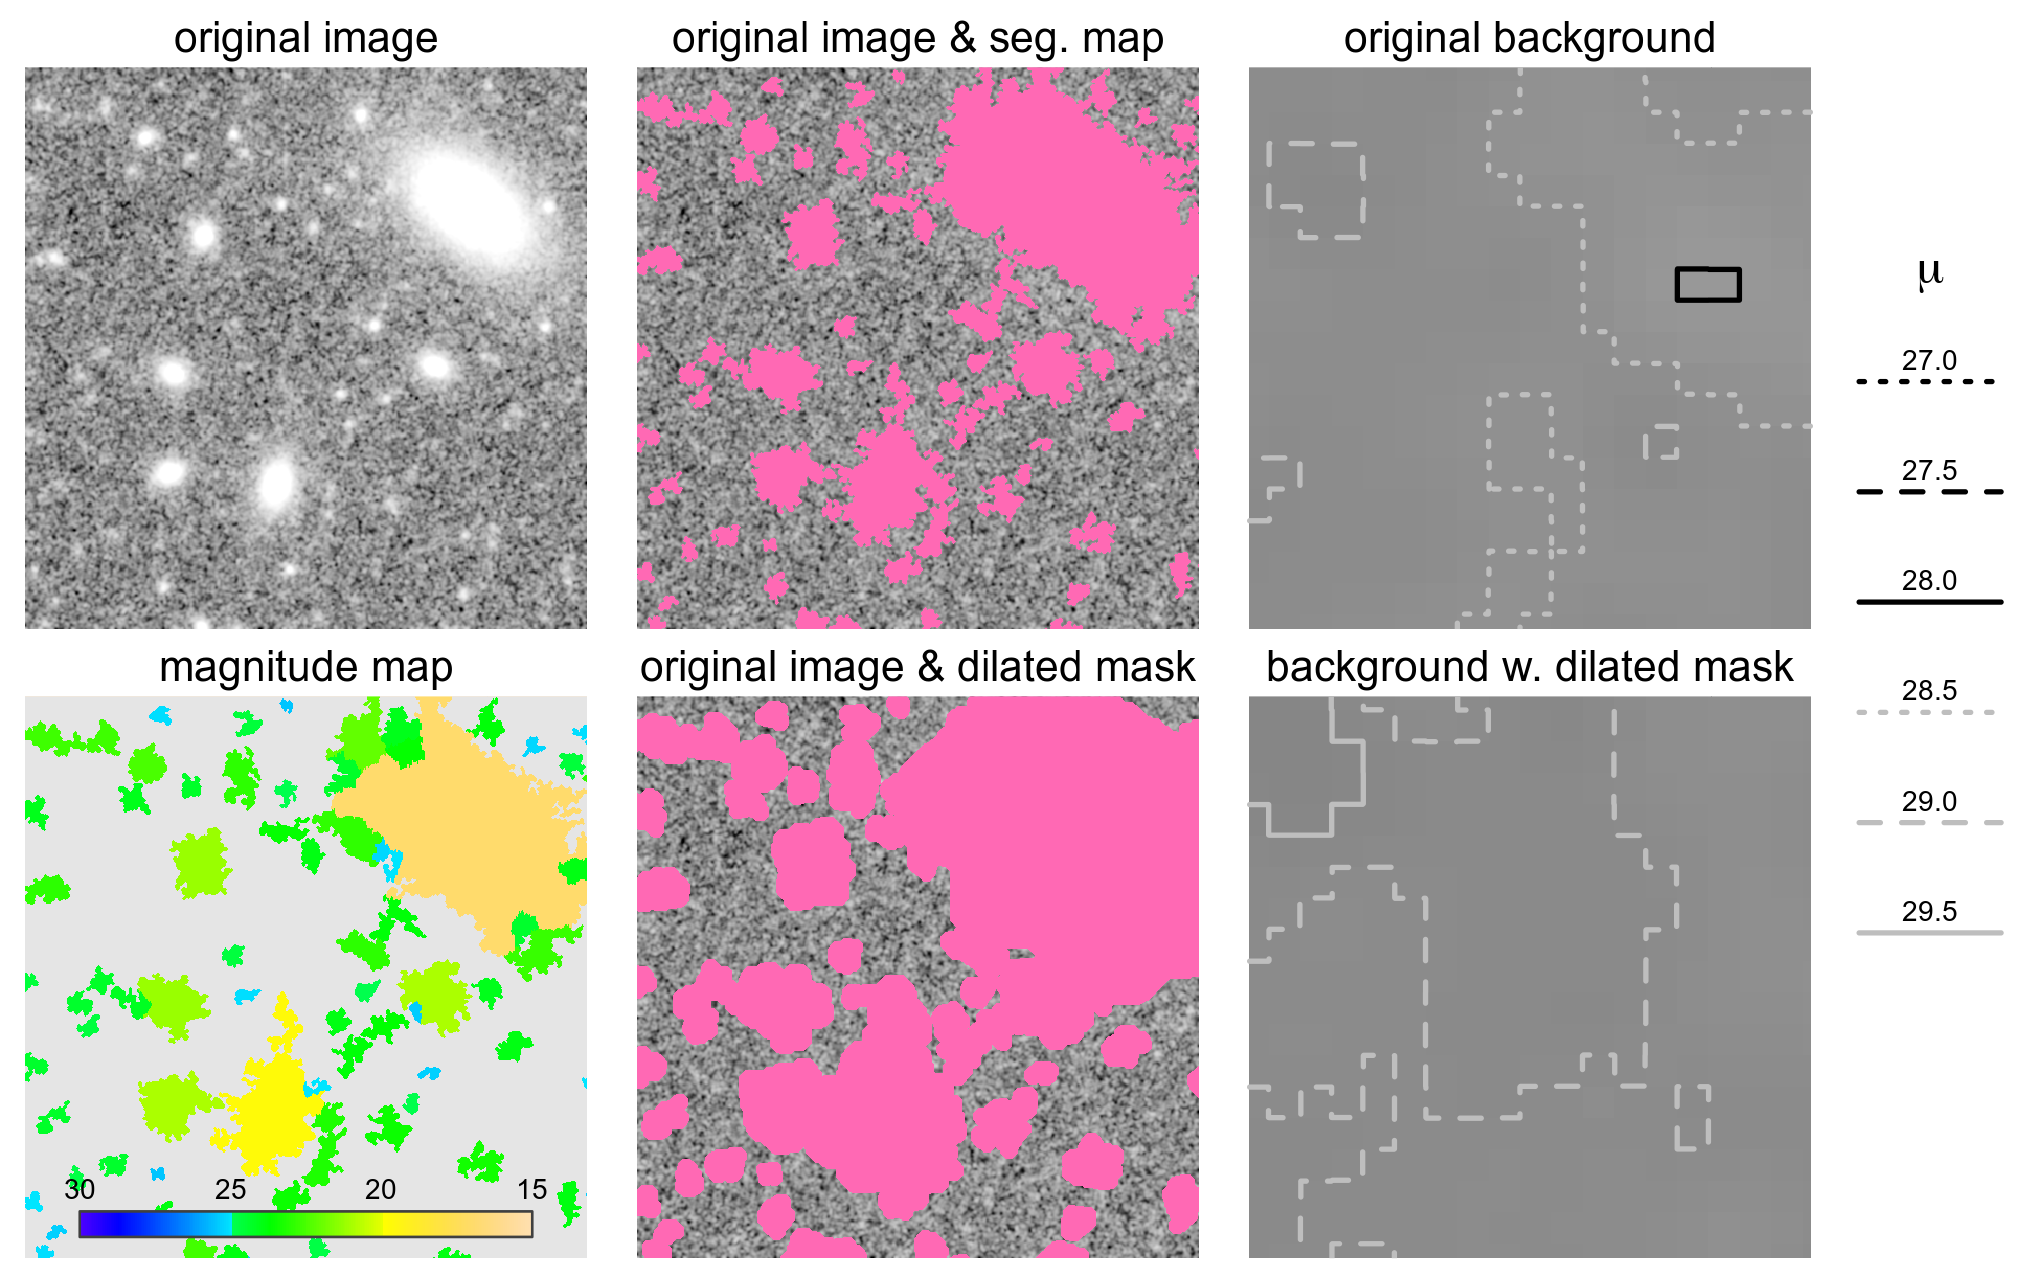 original image
original image & seg. map
original background
μ
27.0
27.5
28.0
28.5
29.0
29.5
magnitude map
original image & dilated mask
background w. dilated mask
30 25 20 15